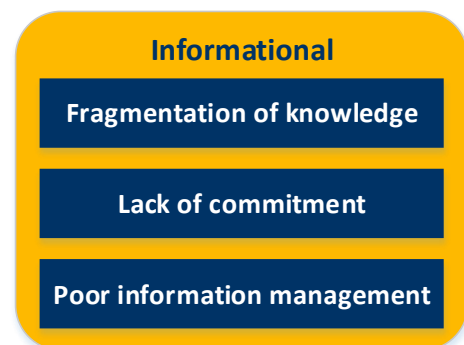 Informational
Fragmentation of knowledge
Lack of commitment
Poor information management